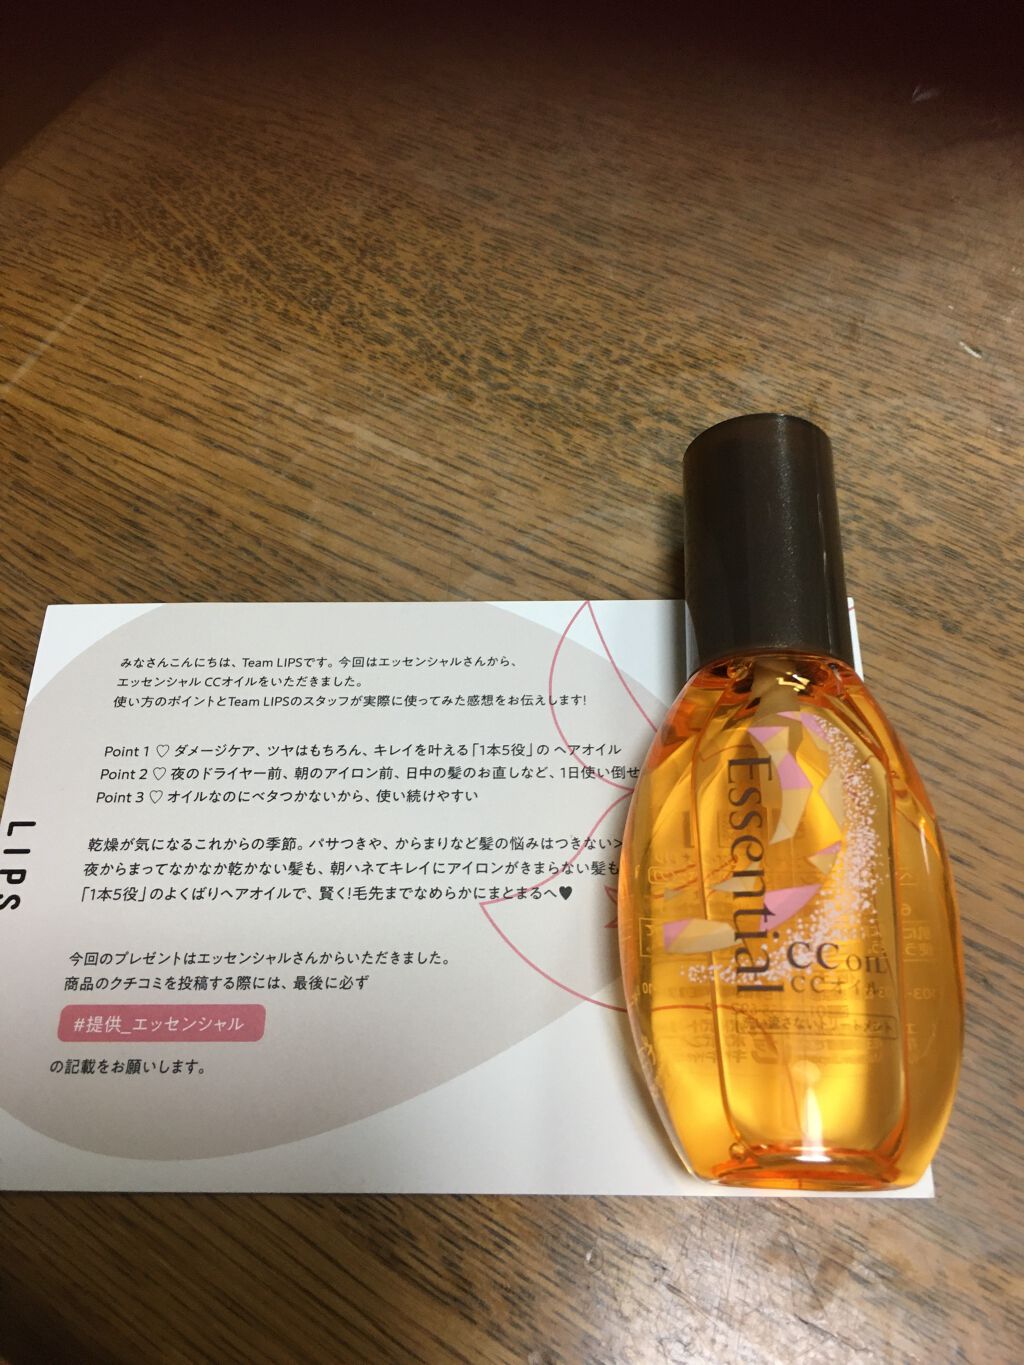 みなさんこんにちは、Team LIPSです。今回はエッセンシャルさんから、
エッセンシャル CCオイルをいただきました。
使い方のポイントとTeam LIPSのスタッフが実際に使ってみた感想をお伝えします!
Point 1 ♡ ダメージケア、ツヤはもちろん、キレイを叶える「1本5役」の ヘアオイル
Point 2 ♡ 夜のドライヤー前、朝のアイロン前、日中の髪のお直しなど、1日使い倒せ
Point 3 ♡ オイルなのにベタつかないから、使い続けやすい
乾燥が気になるこれからの季節。パサつきや、からまりなど髪の悩みはつきない>
夜からまってなかなか乾かない髪も、朝ハネてキレイにアイロンがきまらない髪も
「1本5役」のよくばりヘアオイルで、賢く!毛先までなめらかにまとまるへ♥
今回のプレゼントはエッセンシャルさんからいただきました。
商品のクチコミを投稿する際には、最後に必ず
#提供_エッセンシャル
の記載をお願いします。
LIPS
Essential
CC OIL
CCオイル